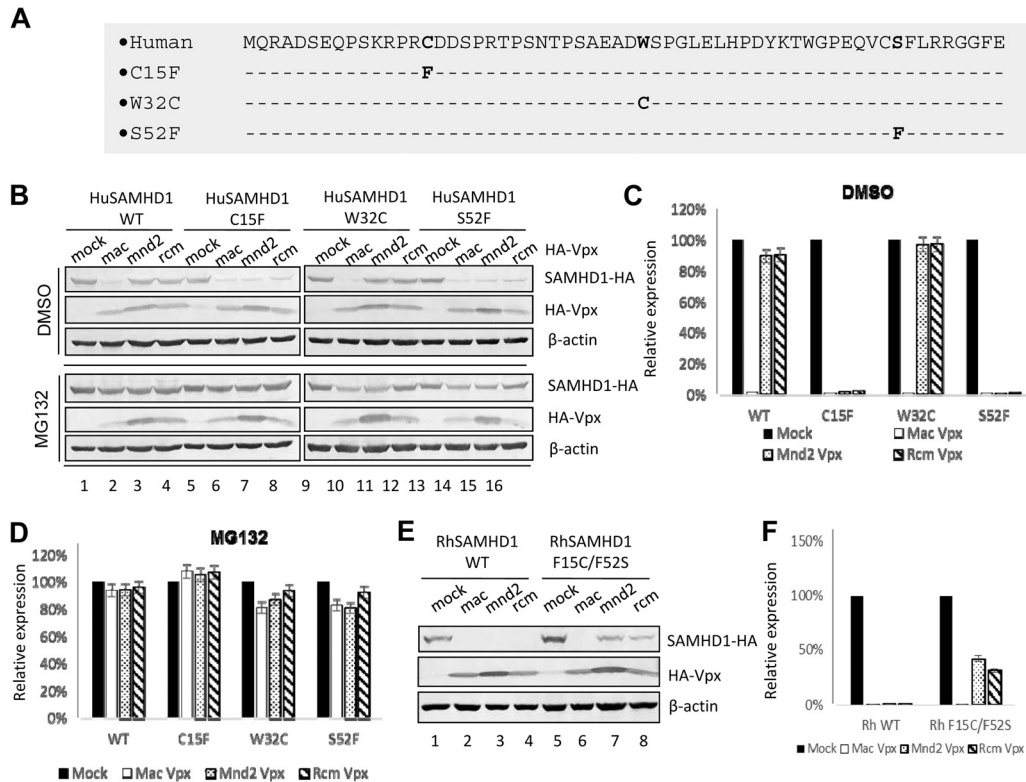 A
•Human MQRADSEQPSKRPRCDDSPRTPSNTPSAEADWSPGLELHPDYKTWGPEQVCSFLRRGGFE
•C15F --------------F---------------------------------------------
•W32C -------------------------------C----------------------------
•S52F ---------------------------------------------------F--------
B
HuSAMHD1 HuSAMHD1 HuSAMHD1 HuSAMHD1
WT C15F W32C S52F
mock mac mnd2 rcm mock mac mnd2 rcm mock mac mnd2 rcm mock mac mnd2 rcm HA-Vpx
DMSO
SAMHD1-HA
HA-Vpx
β-actin
MG132
SAMHD1-HA
HA-Vpx
β-actin
1 2 3 4 5 6 7 8 9 10 11 12 13 14 15 16
C
DMSO
Relative expression
120%
100%
80%
60%
40%
20%
0%
WT C15F W32C S52F
Mock Mac Vpx
Mnd2 Vpx Rcm Vpx
D
MG132
Relative expression
120%
100%
80%
60%
40%
20%
0%
WT C15F W32C S52F
Mock Mac Vpx Mnd2 Vpx Rcm Vpx
E
RhSAMHD1 RhSAMHD1
WT F15C/F52S
mock mac mnd2 rcm mock mac mnd2 rcm
SAMHD1-HA
HA-Vpx
β-actin
1 2 3 4 5 6 7 8
F
Relative expression
150%
100%
50%
0%
Rh WT Rh F15C/F52S
Mock Mac Vpx Mnd2 Vpx Rcm Vpx